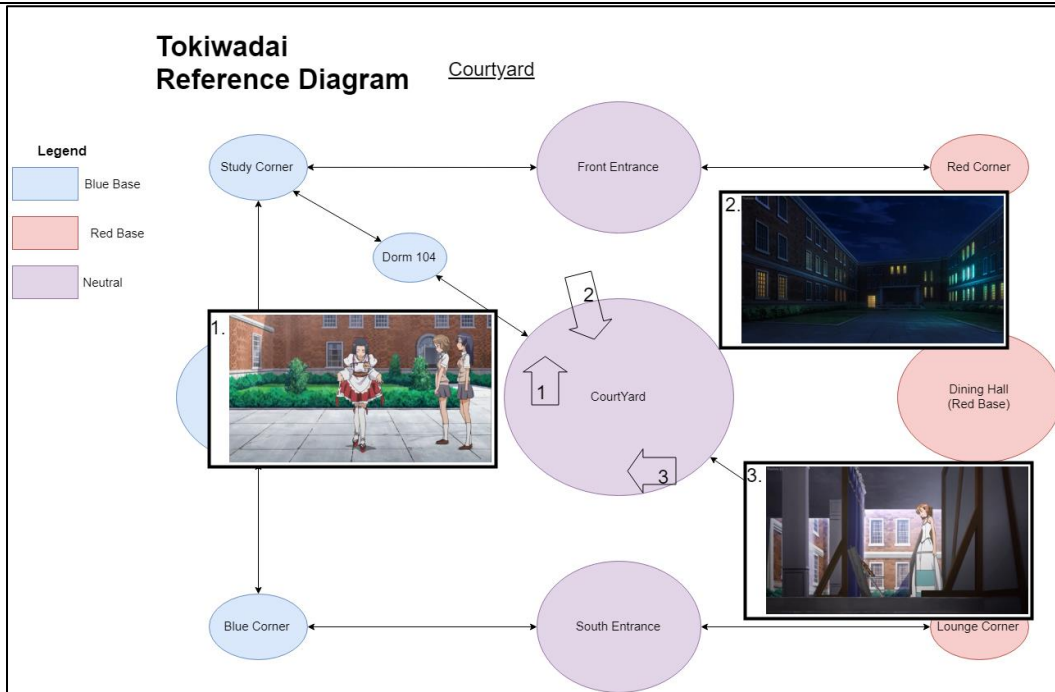 Tokiwadai
Reference Diagram
Courtyard
Legend
Blue Base
Red Base
Neutral
Study Corner
Front Entrance
Red Corner
Dorm 104
2.
2
1.
1
CourtYard
Dining Hall
(Red Base)
3
3.
Blue Corner
South Entrance
Lounge Corner